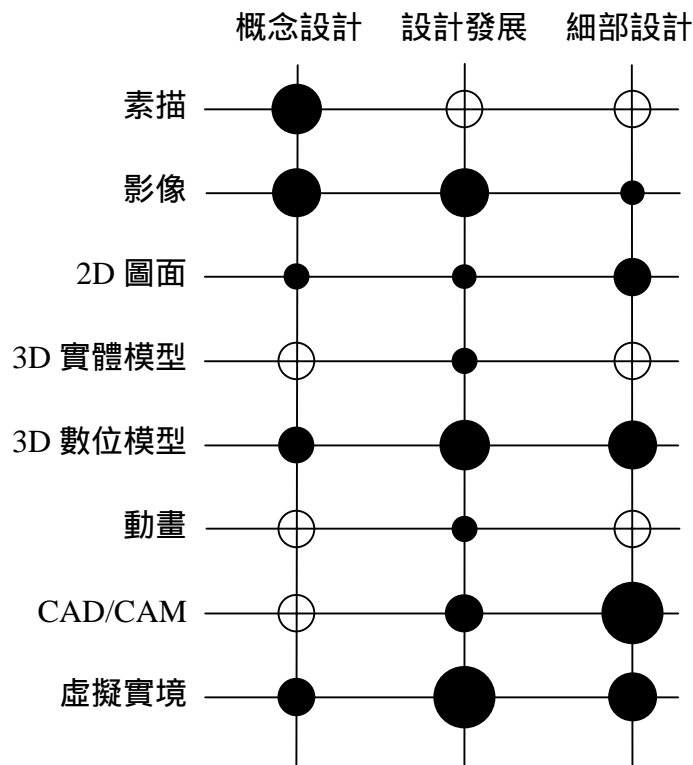 概念設計 設計發展 細部設計
素描
影像
2D 圖面
3D 實體模型
3D 數位模型
動畫
CAD/CAM
虛擬實境